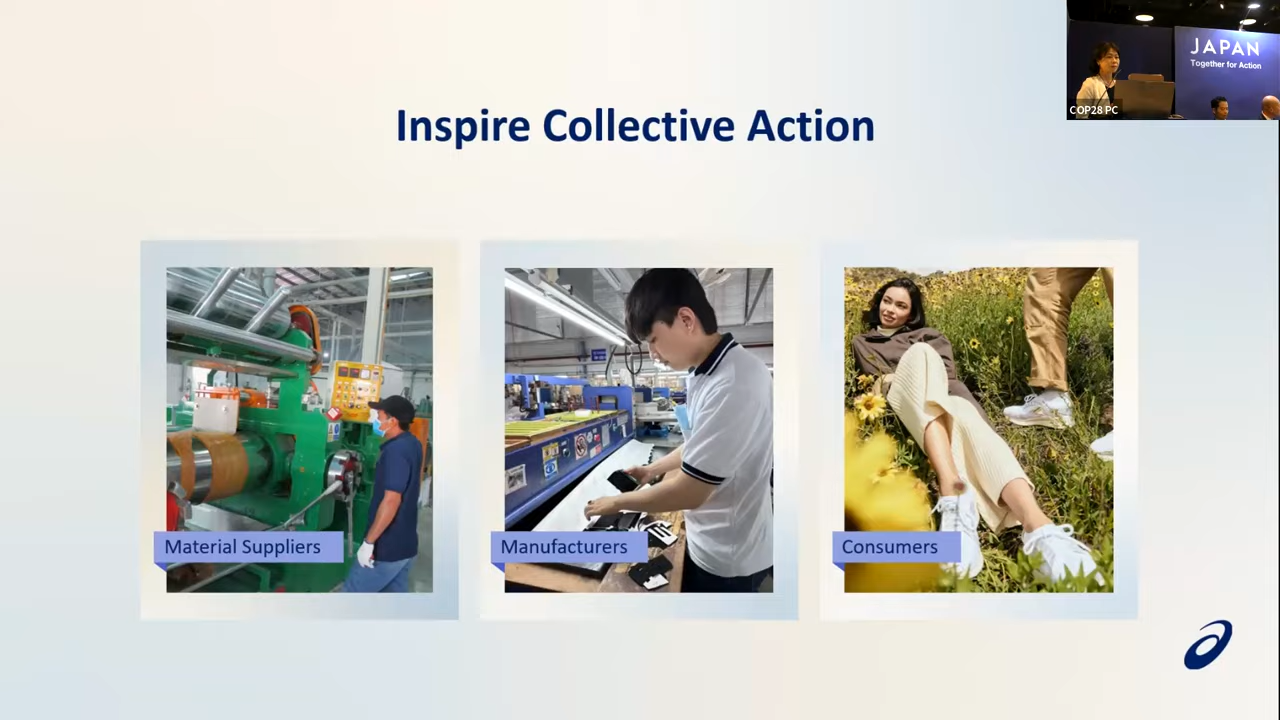 JAPAN
Together for Action
COP28 PC
Inspire Collective Action
Material Suppliers
Manufacturers
Consumers